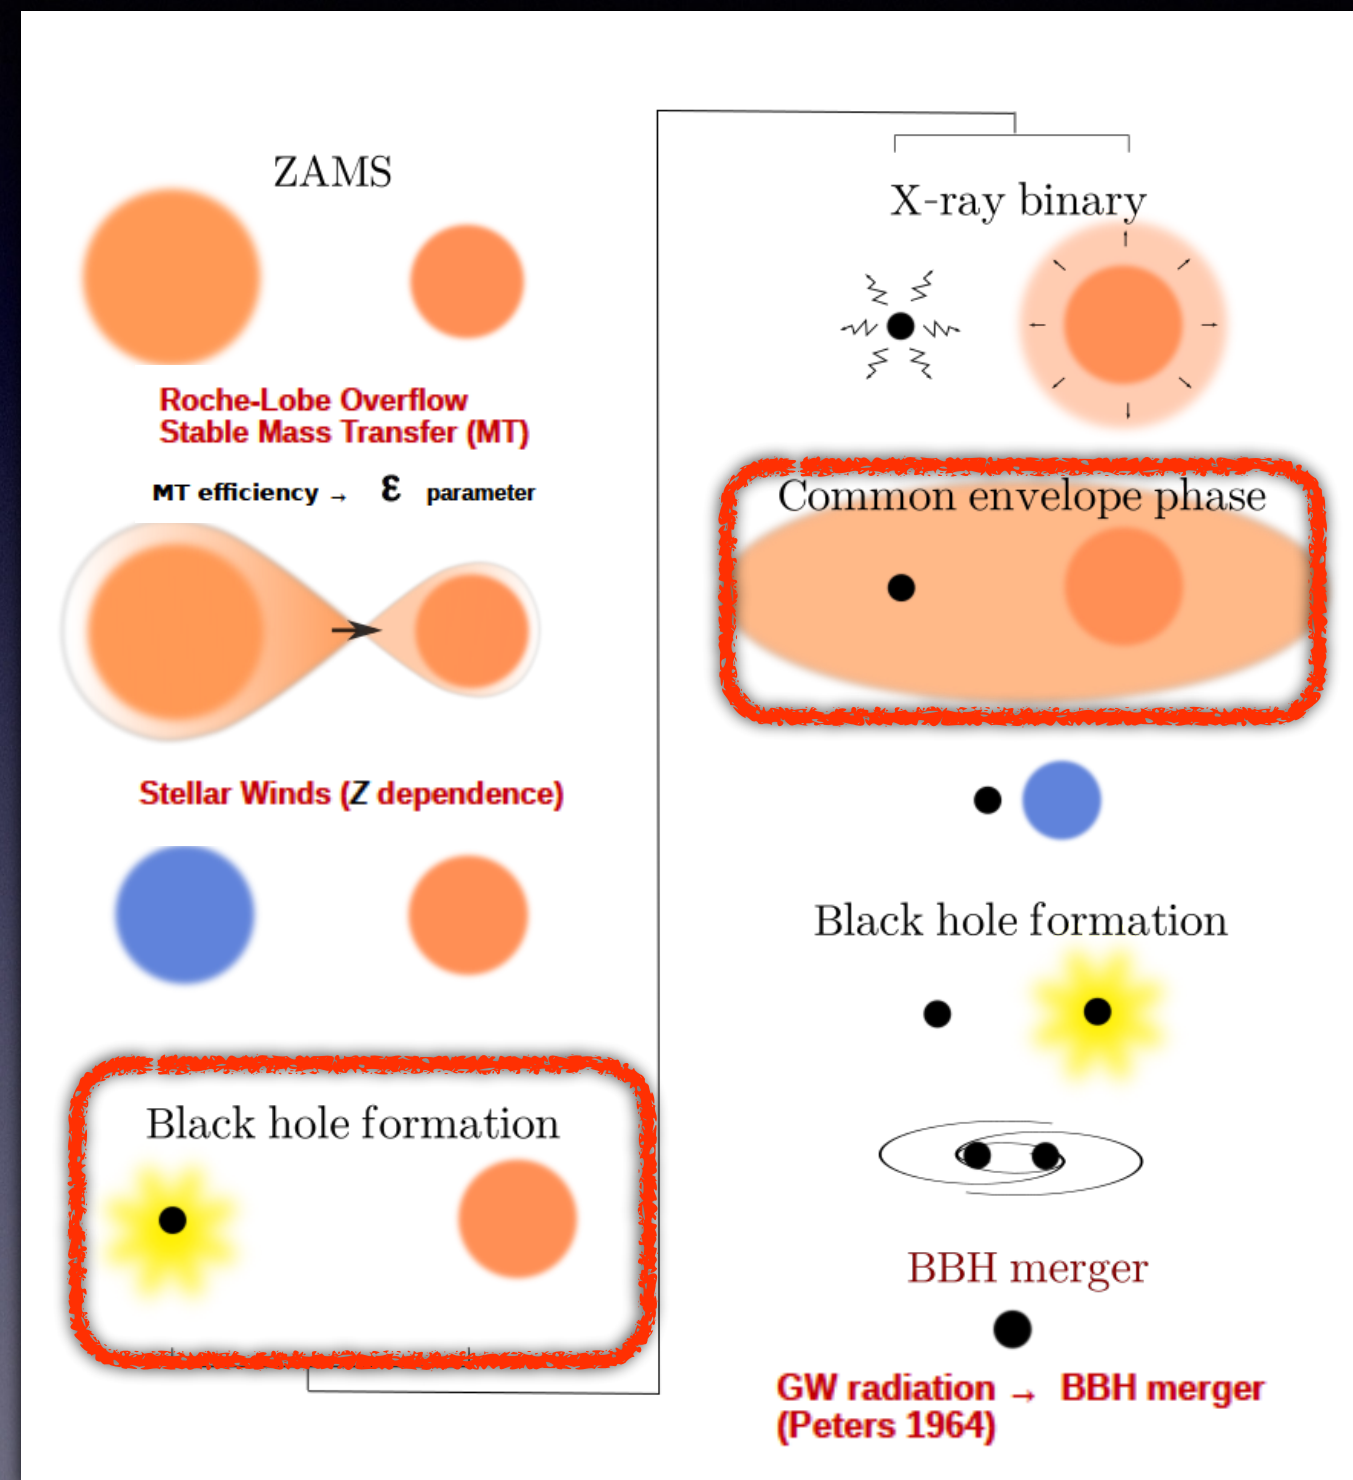 ZAMS
Roche-Lobe Overflow
Stable Mass Transfer (MT)
MT efficiency → ε parameter
Stellar Winds (Z dependence)
Black hole formation
X-ray binary
Common envelope phase
Black hole formation
BBH merger
GW radiation → BBH merger
(Peters 1964)